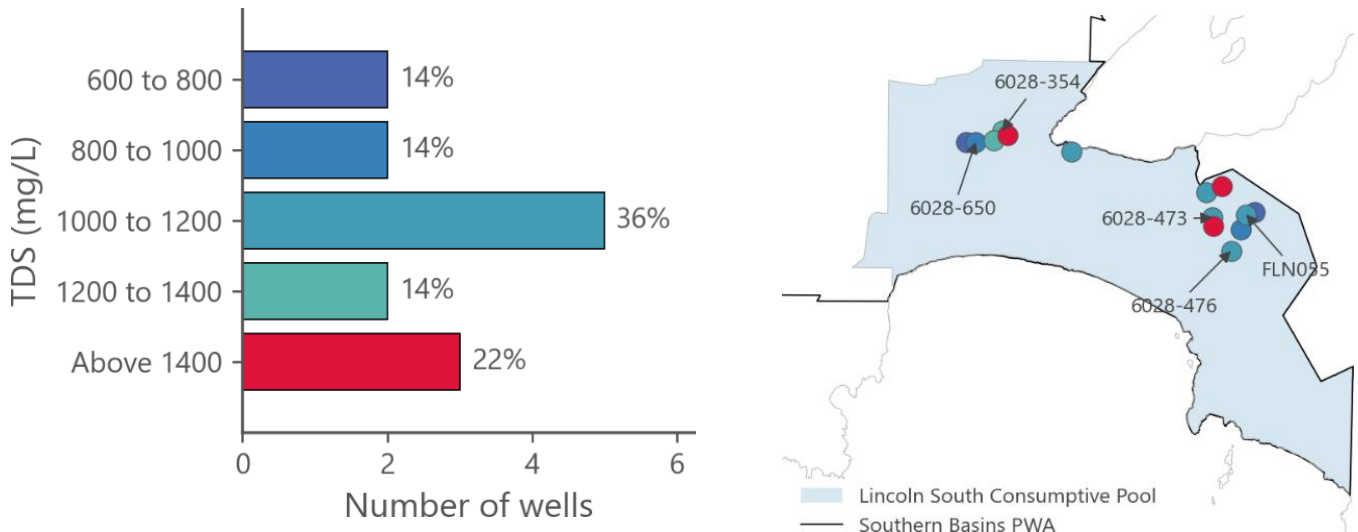 TDS (mg/L)
600 to 800
14%
800 to 1000
14%
1000 to 1200
36%
1200 to 1400
14%
Above 1400
22%
0
2
4
6
Number of wells
6028-354
6028-650
6028-473
FLN055
6028-476
Lincoln South Consumptive Pool
Southern Basins PWA